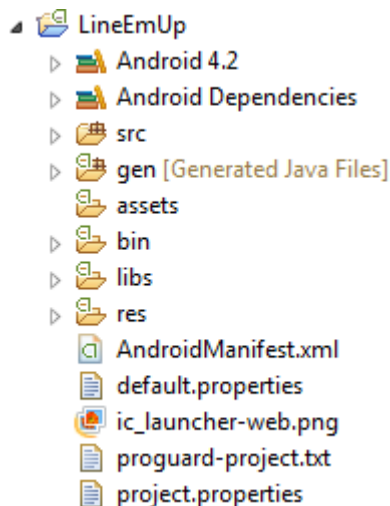 LineEmUp
Android 4.2
Android Dependencies
src
gen [Generated Java Files]
assets
bin
libs
res
AndroidManifest.xml
default.properties
ic_launcher-web.png
proguard-project.txt
project.properties